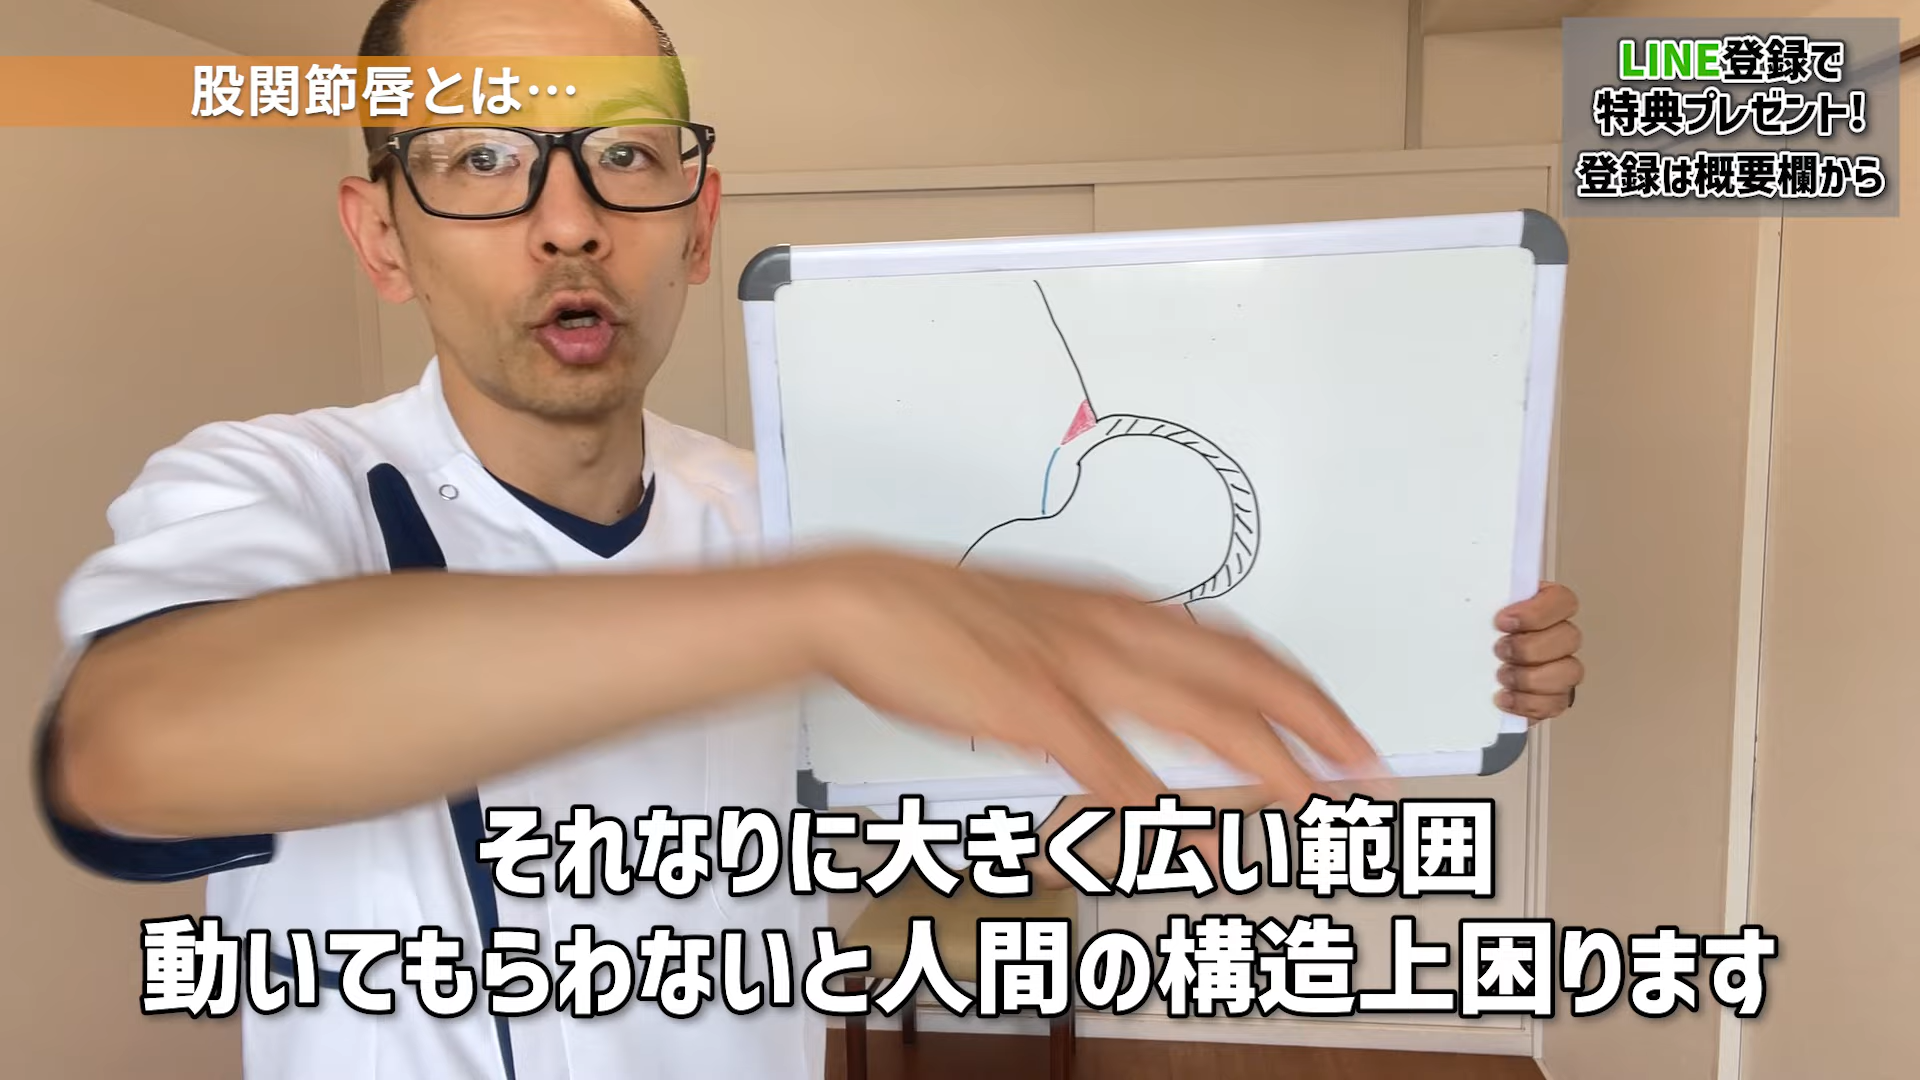 股関節唇とは…
LINE登録で
特典プレゼント!
登録は概要欄から
それなりに大きく広い範囲
動いてもらわないと人間の構造上困ります